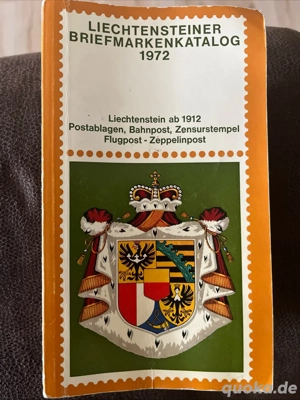 LIECHTENSTEINER
BRIEFMARKENKATALOG
1972
Liechtenstein ab 1912
Postablagen, Bahnpost, Zensurstempel
Flugpost - Zeppelinpost
quoka.de